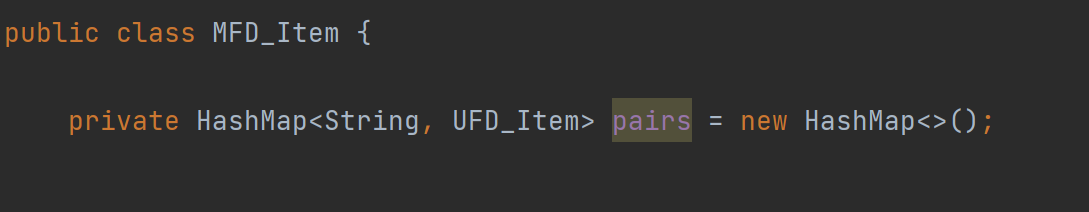 public class MFD_Item {
private HashMap<String, UFD_Item> pairs = new HashMap<>();